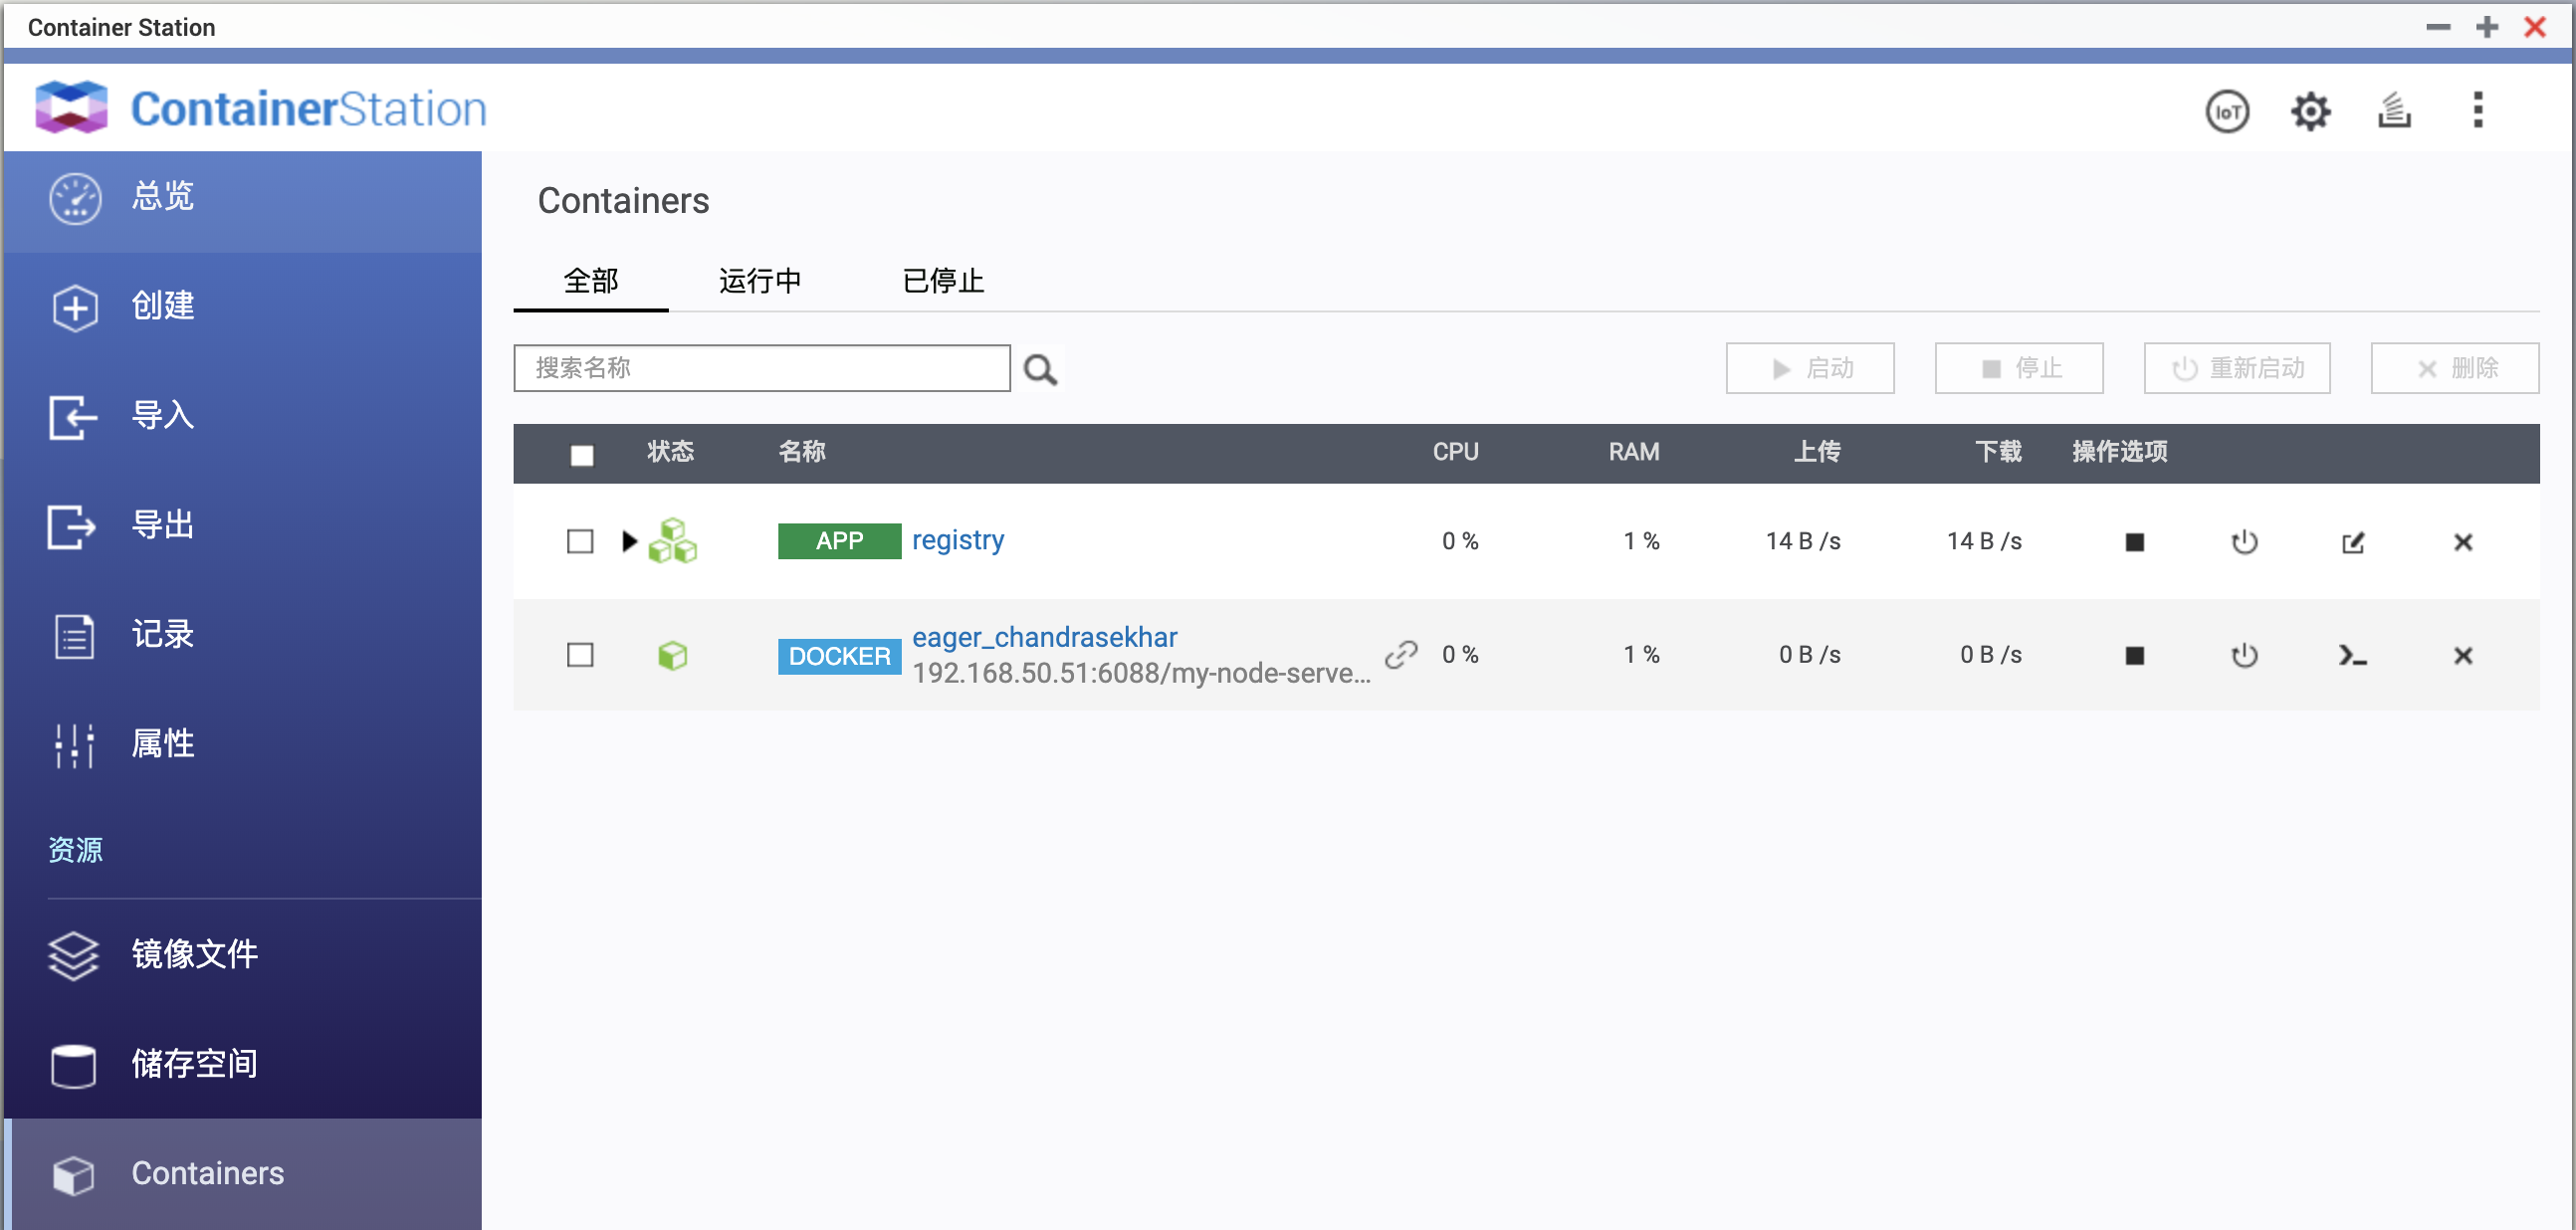 Container Station
ContainerStation
IoT
总览
创建
导入
导出
记录
属性
资源
镜像文件
储存空间
Containers
Containers
全部 运行中 已停止
搜索名称
启动 停止 重新启动 删除
状态 名称 CPU RAM 上传 下载 操作选项
APP registry 0 % 1 % 14 B /s 14 B /s
DOCKER eager_chandrasekhar 0 % 1 % 0 B /s 0 B /s
192.168.50.51:6088/my-node-serve...